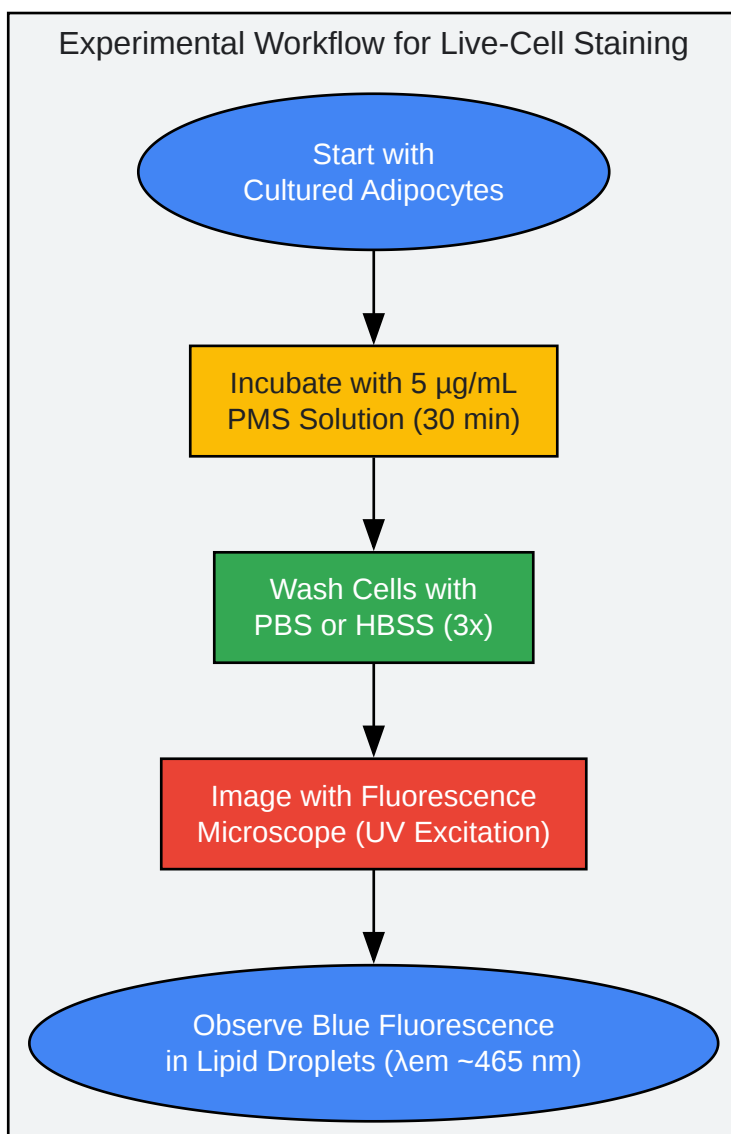 Experimental Workflow for Live-Cell Staining
Start with
Cultured Adipocytes
Incubate with 5 µg/mL
PMS Solution (30 min)
Wash Cells with
PBS or HBSS (3x)
Image with Fluorescence
Microscope (UV Excitation)
Observe Blue Fluorescence
in Lipid Droplets (λem ~465 nm)